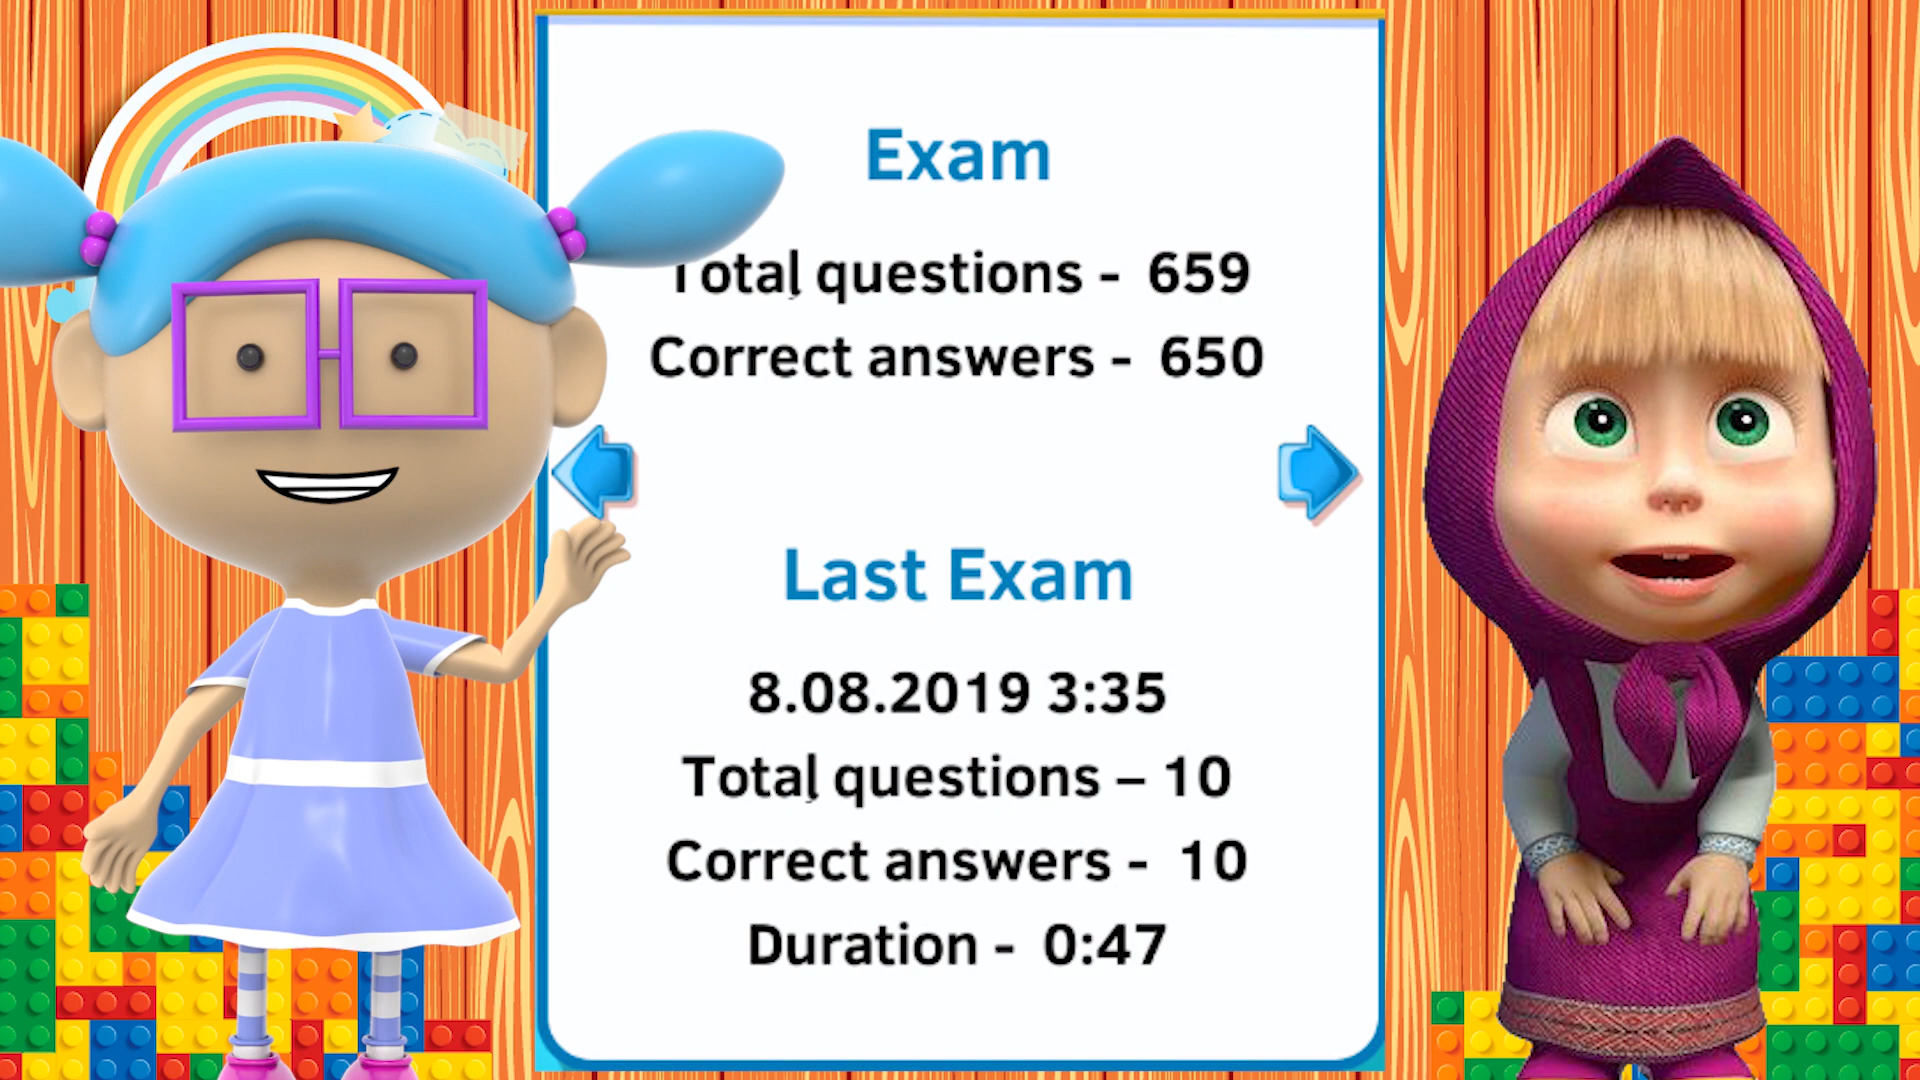 Exam
Total questions - 659
Correct answers - 650
Last Exam
8.08.2019 3:35
Total questions – 10
Correct answers - 10
Duration - 0:47